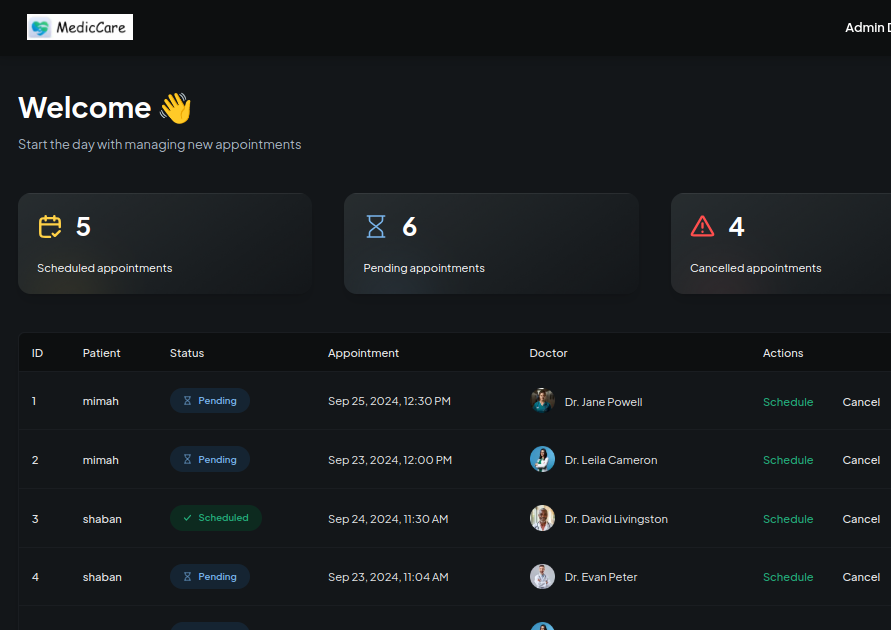 MedicCare
Admin D
Welcome 👋
Start the day with managing new appointments
5
Scheduled appointments
6
Pending appointments
4
Cancelled appointments
ID Patient Status Appointment Doctor Actions
1 mimah Pending Sep 25, 2024, 12:30 PM Dr. Jane Powell Schedule Cancel
2 mimah Pending Sep 23, 2024, 12:00 PM Dr. Leila Cameron Schedule Cancel
3 shaban Scheduled Sep 24, 2024, 11:30 AM Dr. David Livingston Schedule Cancel
4 shaban Pending Sep 23, 2024, 11:04 AM Dr. Evan Peter Schedule Cancel